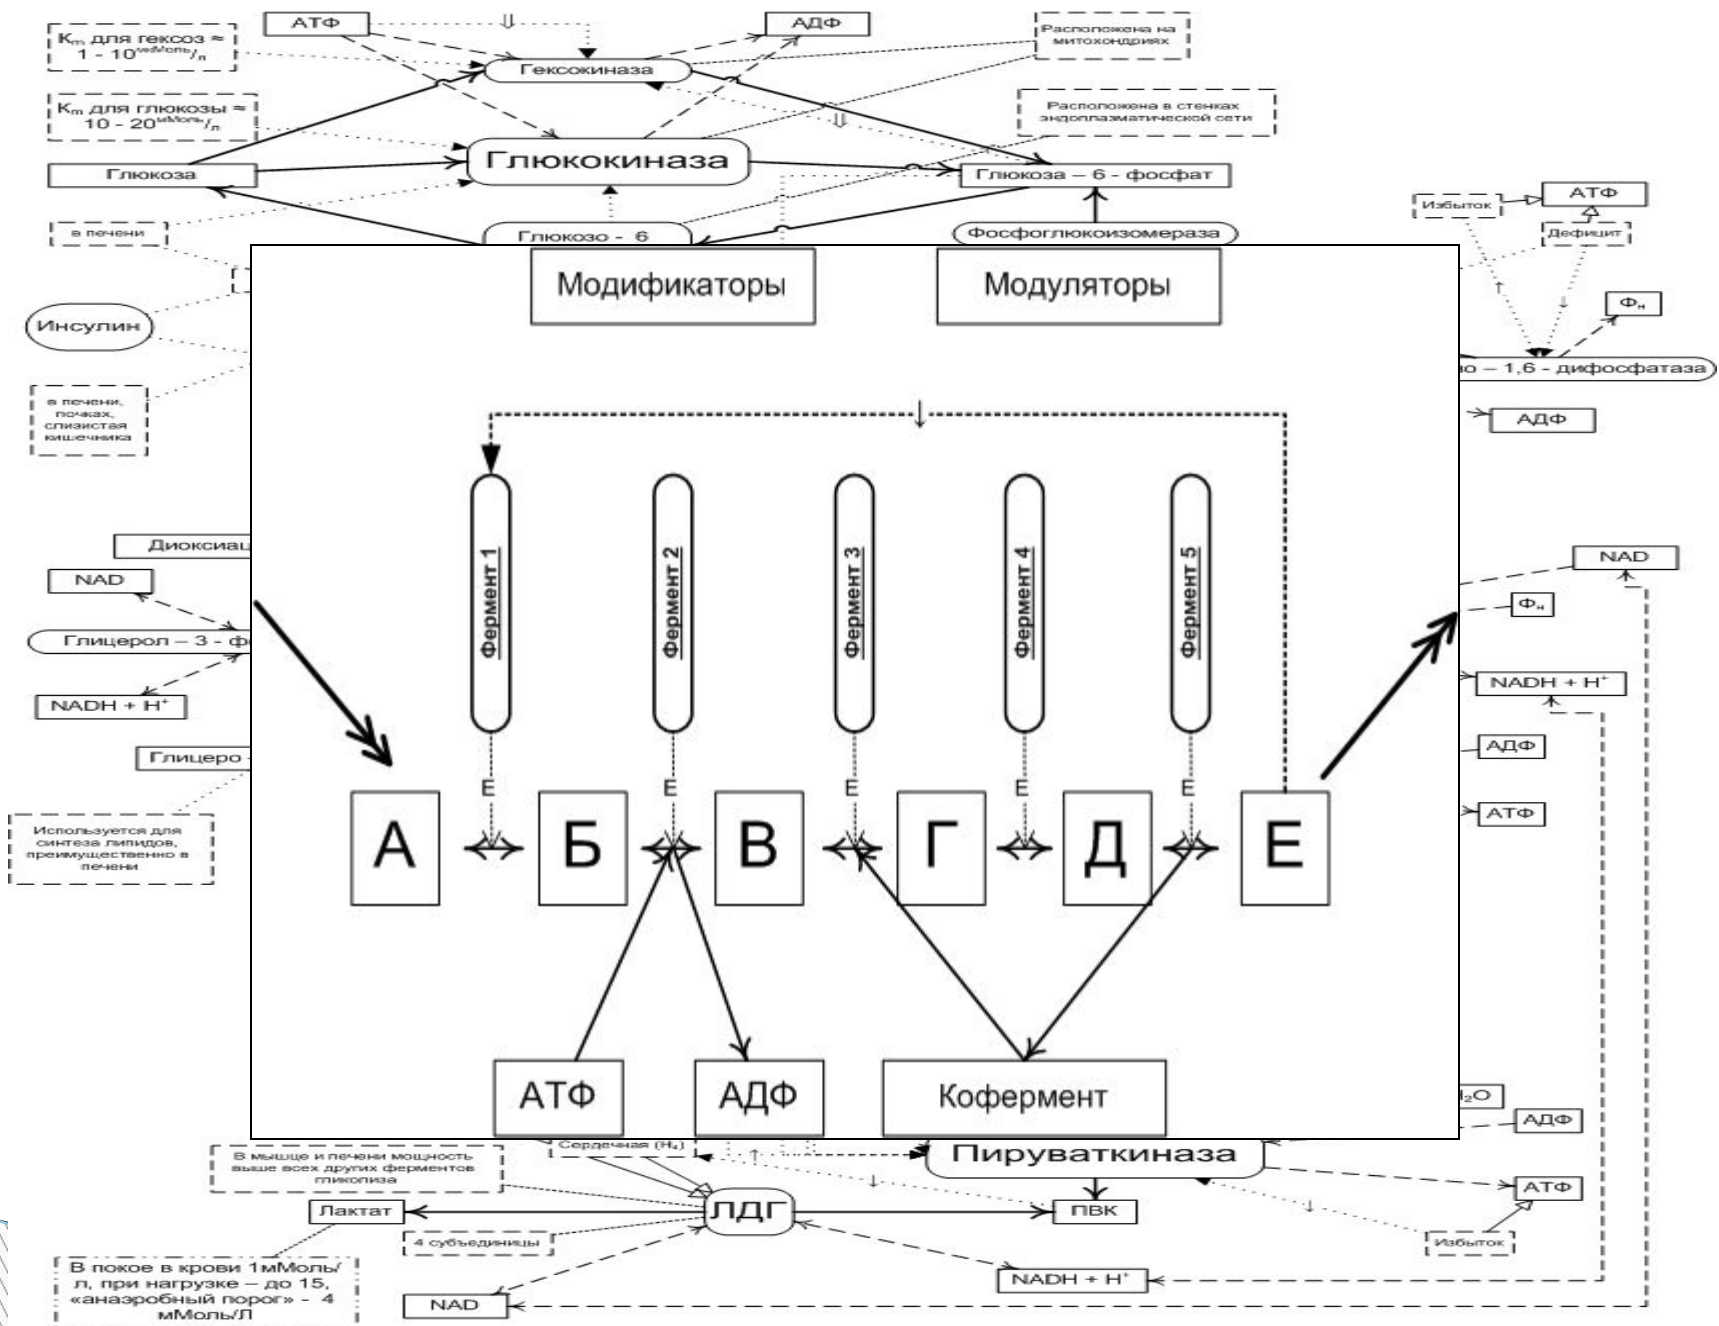 АТФ
АДФ
Расположена на
митохондриях
Km для гексоз ≈
1 - 10 мкМоль/л
Гексокиназа
Km для глюкозы ≈
10 - 20 мМоль/л
Расположена в стенках
эндоплазматической сети
Глюкокиназа
Глюкоза
Глюкоза – 6 - фосфат
АТФ
Избыток
в печени
Глюкозо - 6
Фосфоглюкоизомераза
Дефицит
Модификаторы
Модуляторы
Фн
Инсулин
о – 1,6 - дифосфатаза
в печени,
почках,
слизистая
кишечника
АДФ
↓
Фермент 1
Фермент 2
Фермент 3
Фермент 4
Фермент 5
Диоксиац
NAD
NAD
Фн
Глицерол – 3 - ф
NADH + H⁺
NADH + H⁺
АДФ
Глицеро -
Е
Е
Е
Е
Е
АТФ
А
Б
В
Г
Д
Е
Используется для
синтеза липидов,
преимущественно в
печени
АТФ
АДФ
Кофермент
₂O
АДФ
Сердечная (H₄)
В мышце и печени мощность
выше всех других ферментов
гликолиза
Пируваткиназа
АТФ
Лактат
ЛДГ
ПВК
4 субъединицы
Избыток
В покое в крови 1мМоль/
л, при нагрузке – до 15,
«анаэробный порог» - 4
мМоль/Л
NADH + H⁺
NAD